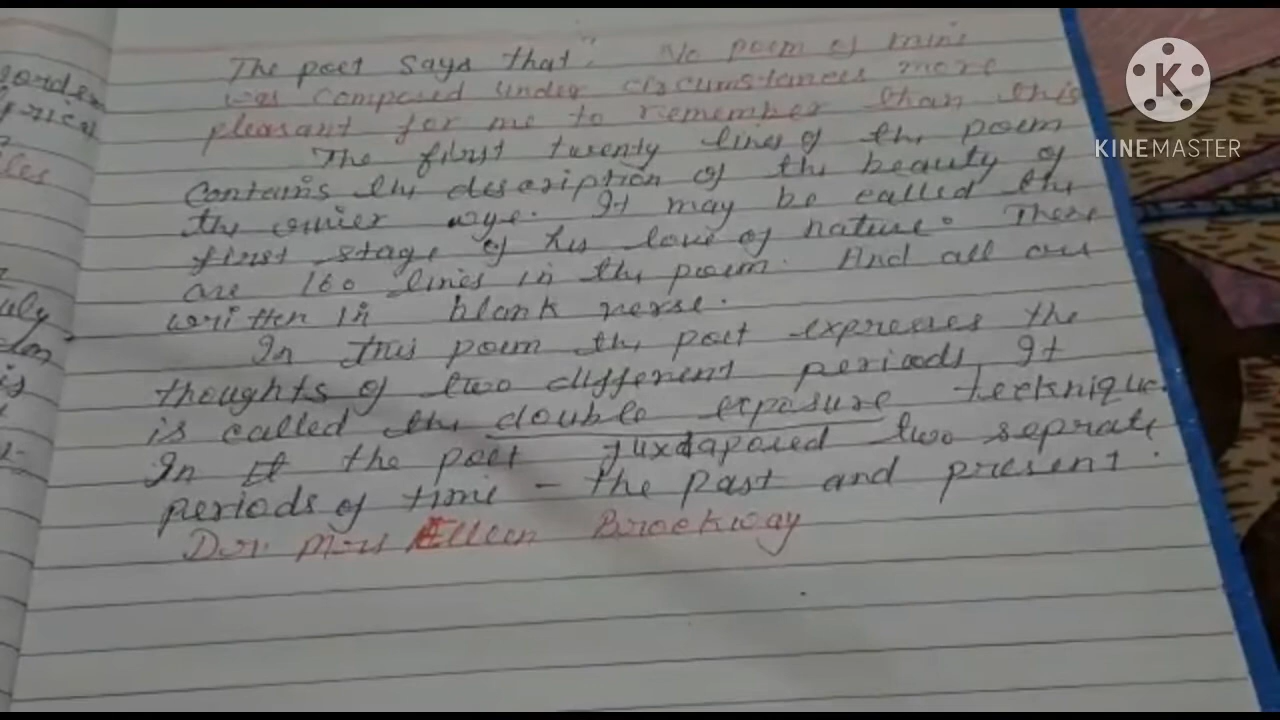 The poet says that "No poem of mine
was composed under circumstances more
pleasant for me to remember than this
The first twenty lines of the poem
contains the description of the beauty of
the wye. It may be called the
first stage of his love of nature. There
are 160 lines in the poem. And all are
written in blank verse.
In this poem the poet expresses the
thoughts of two different periods, It
is called the double exposure technique.
In It the poet juxtaposed two seprate
periods of time - the past and present.
Dr. Mrs Elleen Brockway
K
KINEMASTER